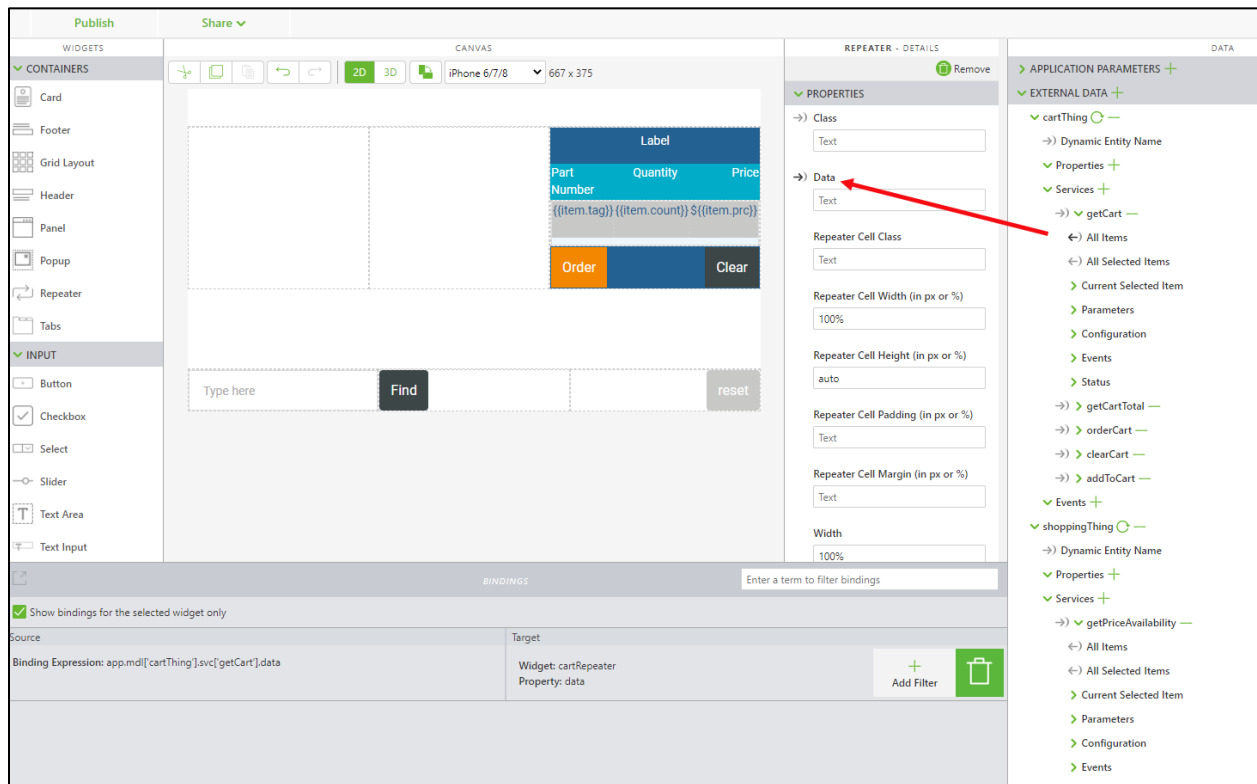 Publish
Share
WIDGETS
CONTAINERS
Card
Footer
Grid Layout
Header
Panel
Popup
Repeater
Tabs
INPUT
Button
Checkbox
Select
Slider
Text Area
Text Input
CANVAS
2D 3D iPhone 6/7/8 667 x 375
Label
Part Quantity Price
Number
{{item.tag}} {{item.count}} ${{item.prc}}
Order Clear
Type here Find reset
REPEATER - DETAILS
Remove
PROPERTIES
Class
Text
Data
Text
Repeater Cell Class
Text
Repeater Cell Width (in px or %)
100%
Repeater Cell Height (in px or %)
auto
Repeater Cell Padding (in px or %)
Text
Repeater Cell Margin (in px or %)
Text
Width
100%
DATA
APPLICATION PARAMETERS
EXTERNAL DATA
cartThing
Dynamic Entity Name
Properties
Services
getCart
All Items
All Selected Items
Current Selected Item
Parameters
Configuration
Events
Status
getCartTotal
orderCart
clearCart
addToCart
Events
shoppingThing
Dynamic Entity Name
Properties
Services
getPriceAvailability
All Items
All Selected Items
Current Selected Item
Parameters
Configuration
Events
BINDINGS
Enter a term to filter bindings
Show bindings for the selected widget only
Source
Target
Binding Expression: app.mdl['cartThing'].svc['getCart'].data
Widget: cartRepeater
Property: data
Add Filter